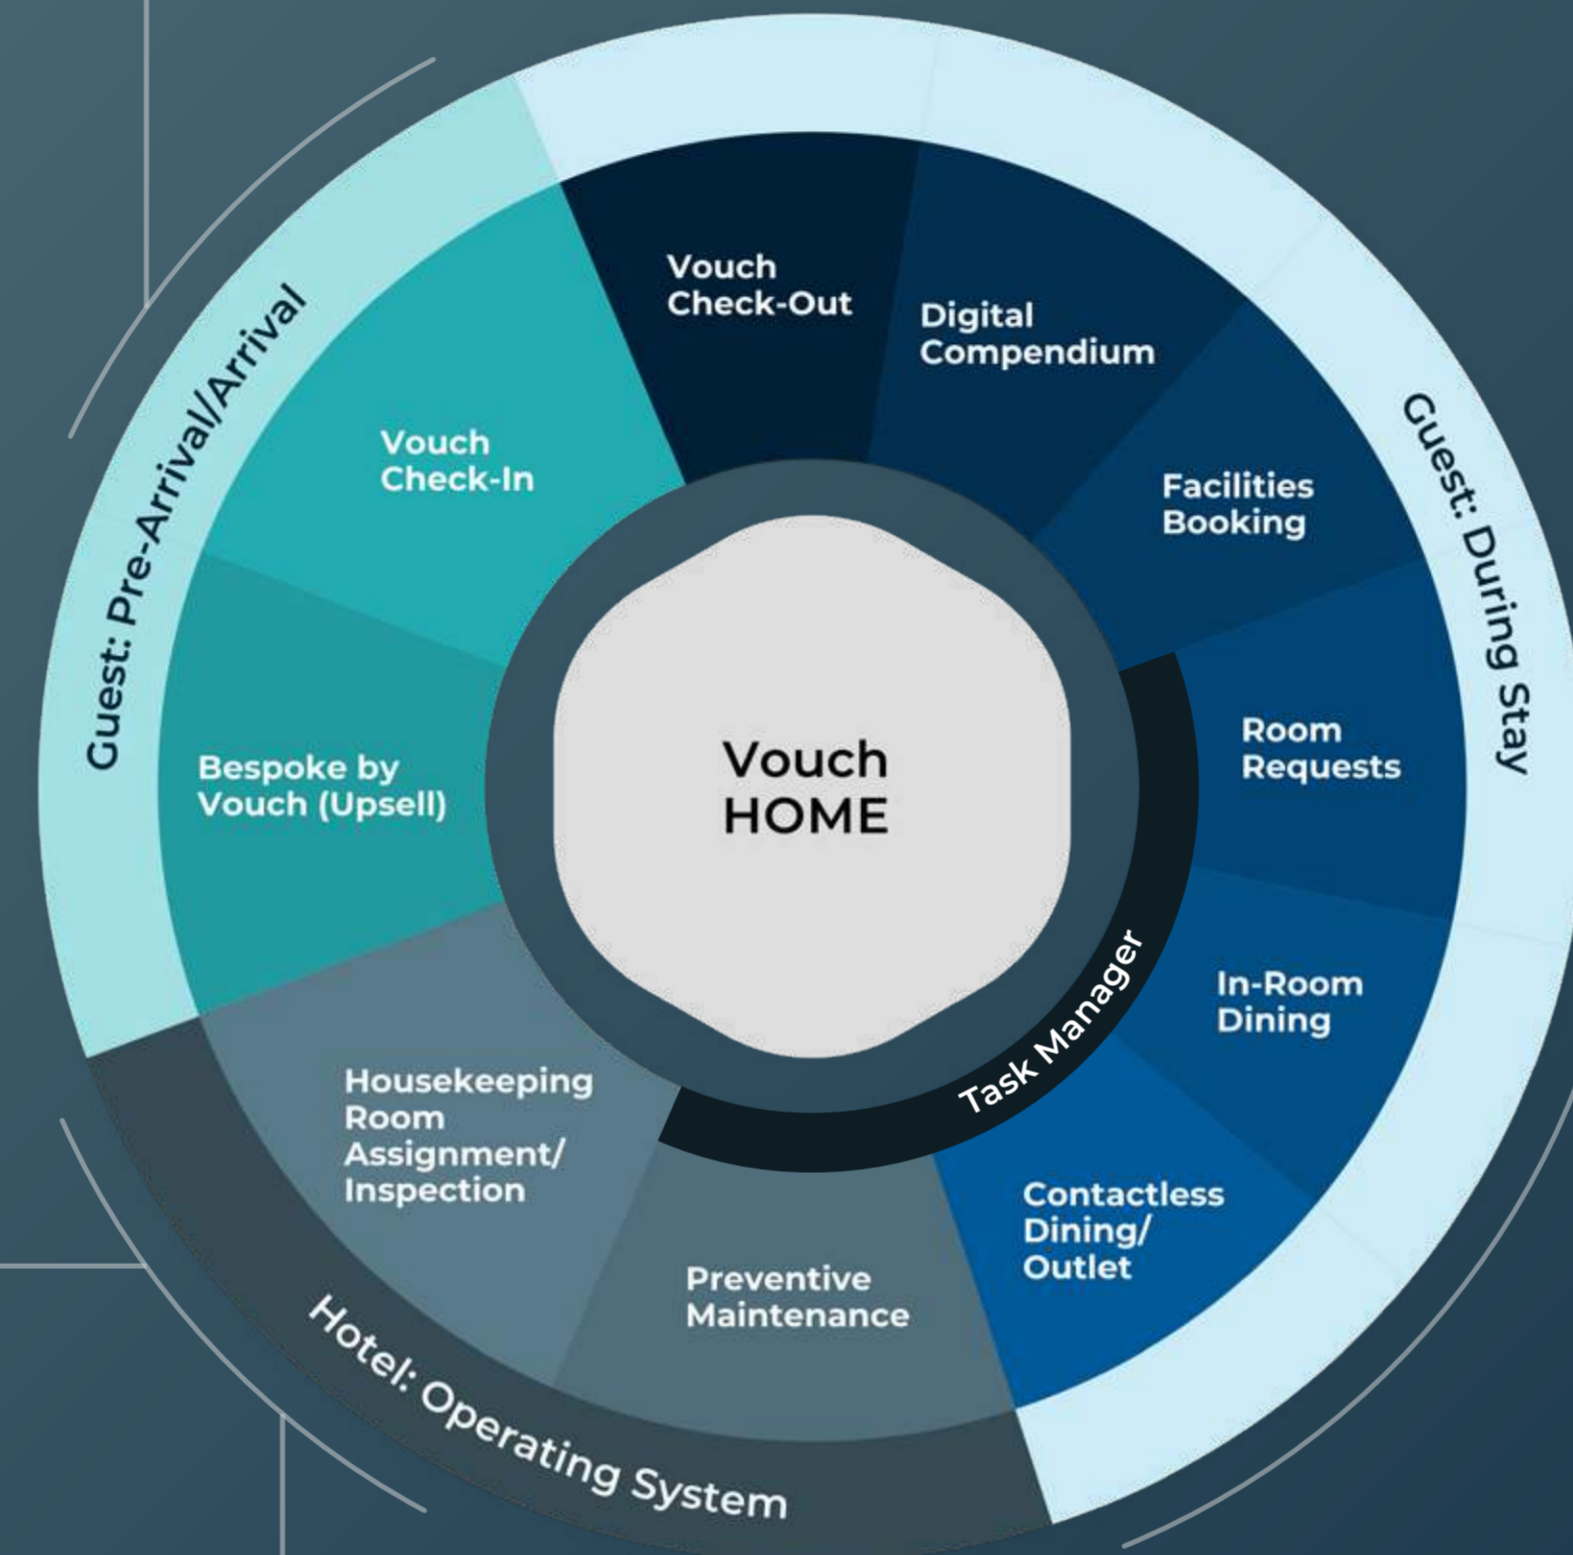 Guest: Pre-Arrival/Arrival
Vouch
Check-In
Bespoke by
Vouch (Upsell)
Vouch
Check-Out
Digital
Compendium
Facilities
Booking
Guest: During Stay
Room
Requests
In-Room
Dining
Contactless
Dining/
Outlet
Task Manager
Vouch
HOME
Housekeeping
Room
Assignment/
Inspection
Preventive
Maintenance
Hotel: Operating System